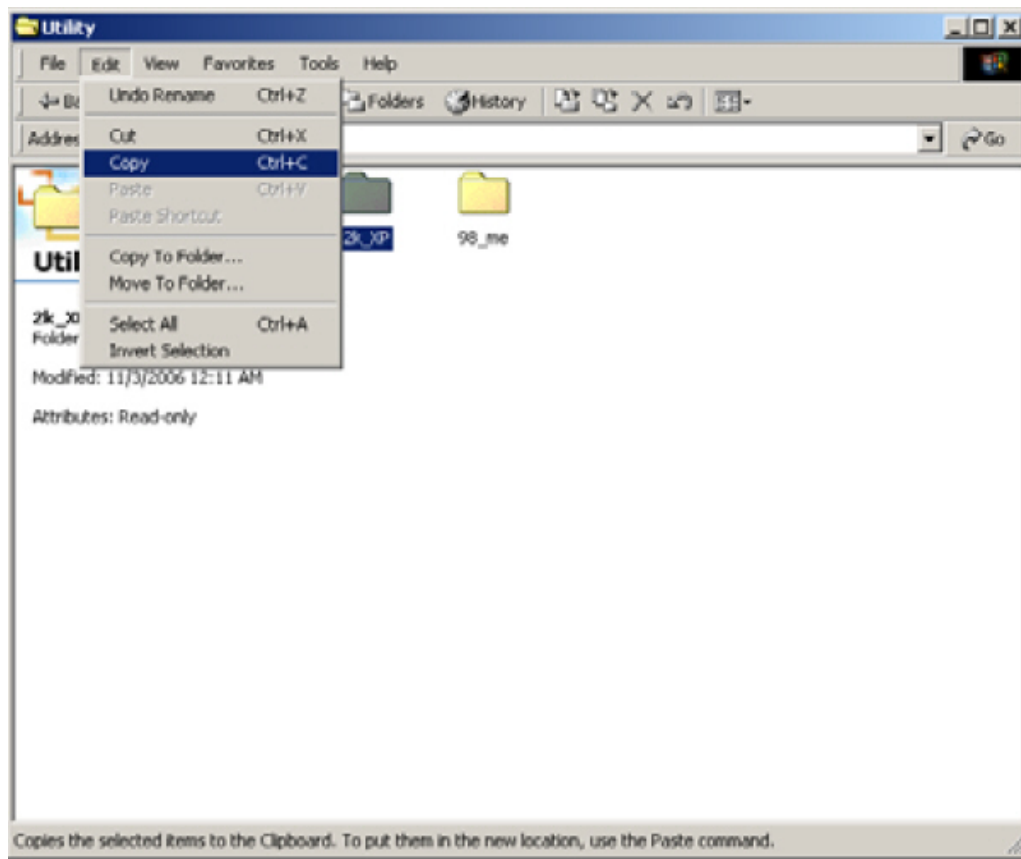 Utility
File Edit View Favorites Tools Help
Folders History
Go
Undo Rename Ctrl+Z
Cut Ctrl+X
Copy Ctrl+C
Paste Ctrl+V
Paste Shortcut
Copy To Folder...
Move To Folder...
Select All Ctrl+A
Invert Selection
2k_XP 98_me
Util
2k_X
Folder
Modified: 11/3/2006 12:11 AM
Attributes: Read-only
Copies the selected items to the Clipboard. To put them in the new location, use the Paste command.